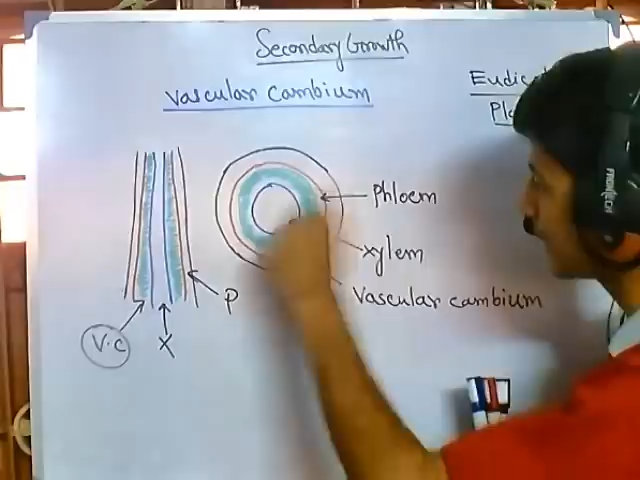 Secondary Growth
Vascular Cambium
Phloem
xylem
Vascular cambium
P
V.C
X